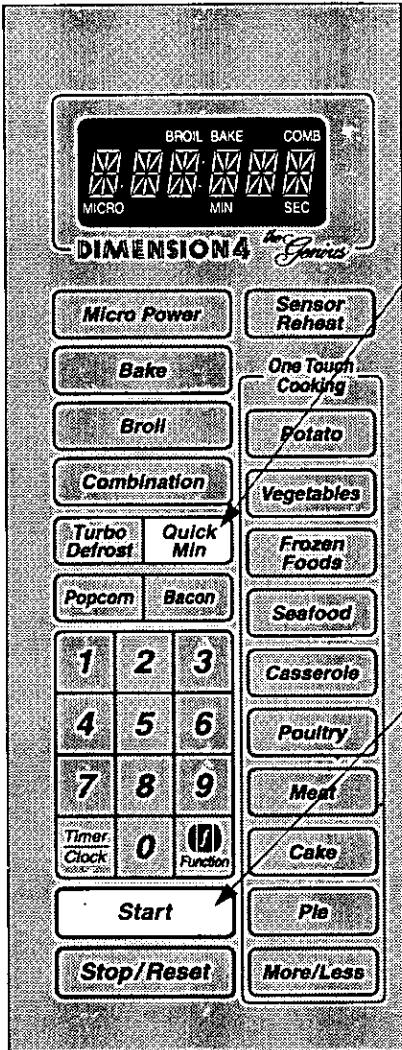 BROIL BAKE COMB
MICRO MIN SEC
DIMENSION 4 the Genius
Micro Power
Bake
Broil
Combination
Turbo
Defrost
Quick
Min
Popcorn
Bacon
1 2 3
4 5 6
7 8 9
Timer
Clock
0
Function
Start
Stop/Reset
Sensor
Reheat
One Touch
Cooking
Potato
Vegetables
Frozen
Foods
Seafood
Casserole
Poultry
Meat
Cake
Pie
More/Less